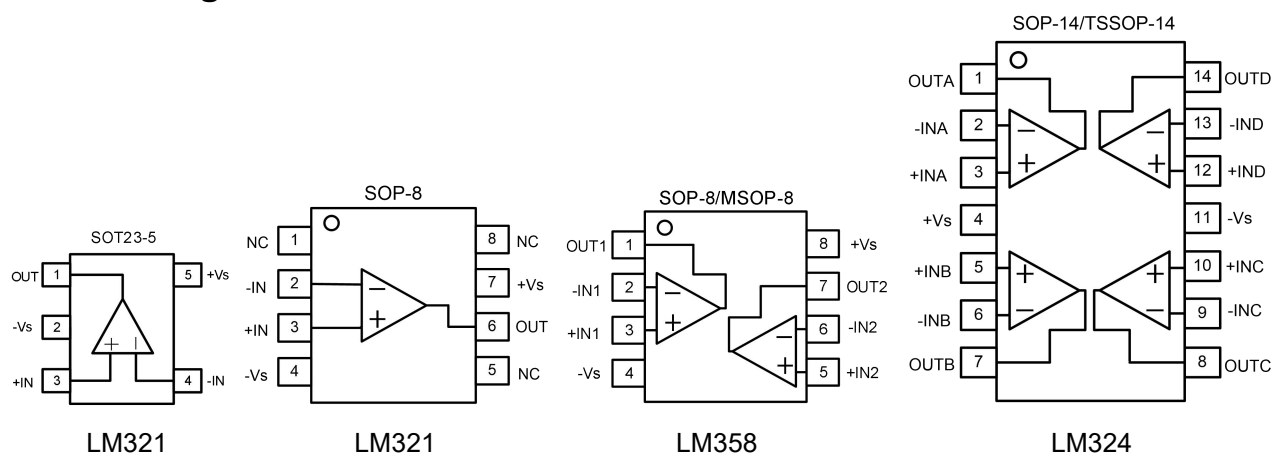 SOT23-5
OUT 1
5 +Vs
-Vs 2
+IN 3
4 -IN
+ −
LM321
SOP-8
NC 1
8 NC
-IN 2
7 +Vs
+IN 3
6 OUT
-Vs 4
5 NC
−
+
LM321
SOP-8/MSOP-8
OUT1 1
8 +Vs
-IN1 2
7 OUT2
+IN1 3
6 -IN2
-Vs 4
5 +IN2
−
+
−
+
LM358
SOP-14/TSSOP-14
OUTA 1
14 OUTD
-INA 2
13 -IND
+INA 3
12 +IND
+Vs 4
11 -Vs
+INB 5
10 +INC
-INB 6
9 -INC
OUTB 7
8 OUTC
− −
+ +
+ +
− −
LM324